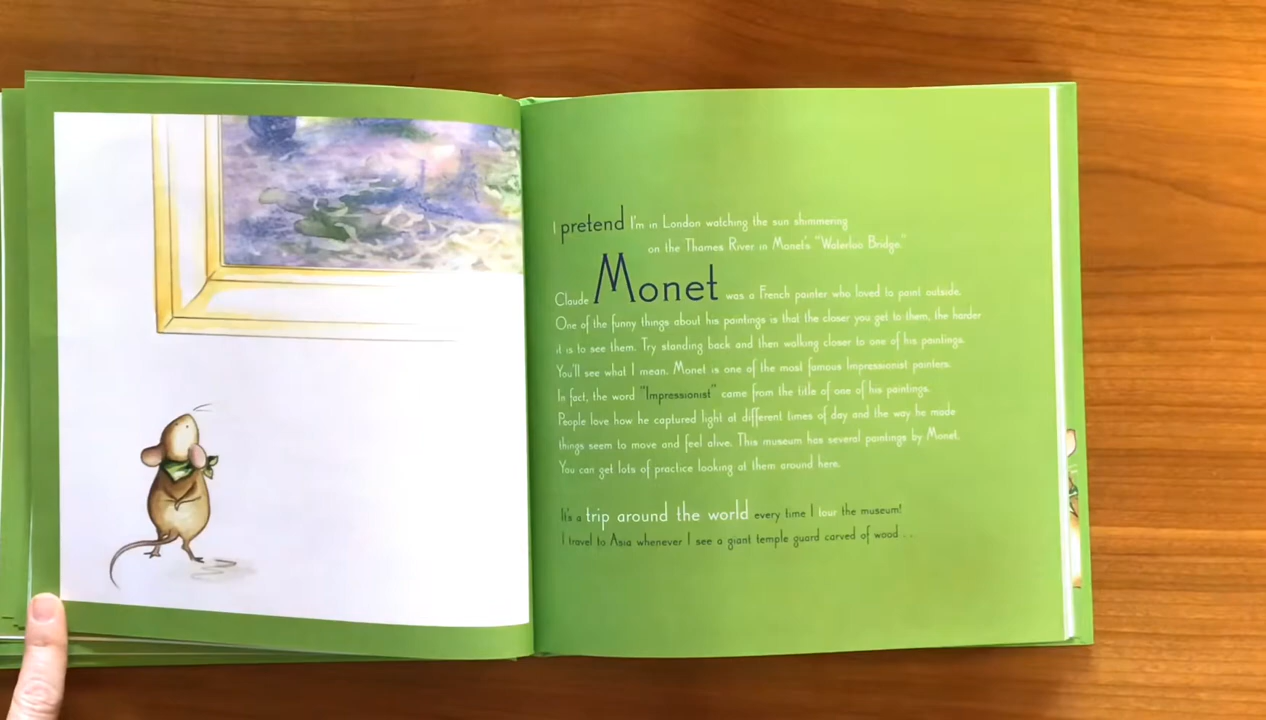 I pretend I'm in London watching the sun shimmering
on the Thames River in Monet's "Waterloo Bridge."
Claude Monet was a French painter who loved to paint outside.
One of the funny things about his paintings is that the closer you get to them, the harder
it is to see them. Try standing back and then walking closer to one of his paintings.
You'll see what I mean. Monet is one of the most famous Impressionist painters.
In fact, the word "Impressionist" came from the title of one of his paintings.
People love how he captured light at different times of day and the way he made
things seem to move and feel alive. This museum has several paintings by Monet.
You can get lots of practice looking at them around here.
It's a trip around the world every time I tour the museum!
I travel to Asia whenever I see a giant temple guard carved of wood . .